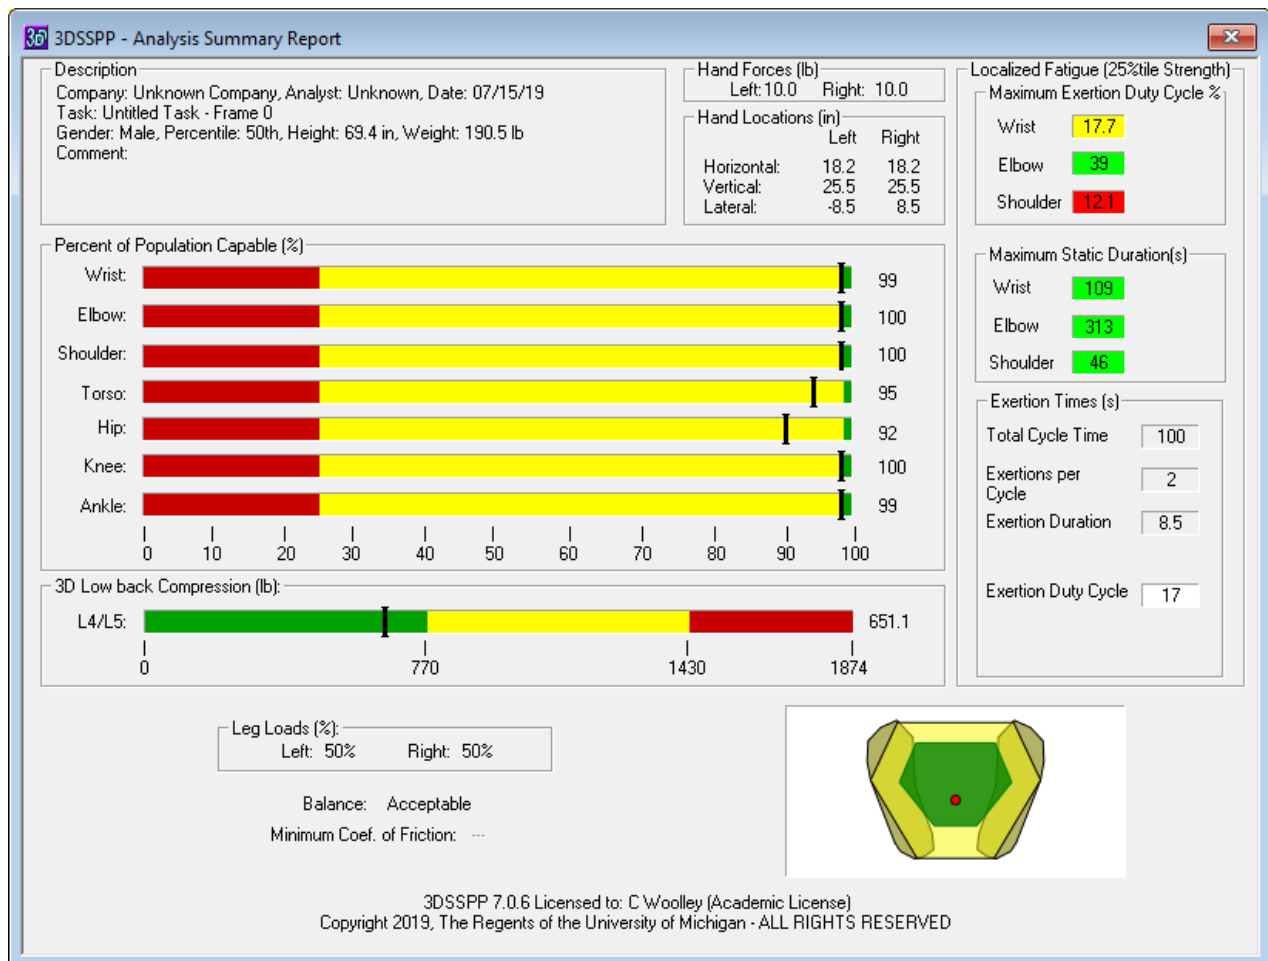 3DSSPP - Analysis Summary Report
Description
Company: Unknown Company, Analyst: Unknown, Date: 07/15/19
Task: Untitled Task - Frame 0
Gender: Male, Percentile: 50th, Height: 69.4 in, Weight: 190.5 lb
Comment:
Hand Forces (lb)
Left: 10.0 Right: 10.0
Hand Locations (in)
Left Right
Horizontal: 18.2 18.2
Vertical: 25.5 25.5
Lateral: -8.5 8.5
Localized Fatigue (25%tile Strength)
Maximum Exertion Duty Cycle %
Wrist 17.7
Elbow 39
Shoulder 12.1
Maximum Static Duration(s)
Wrist 109
Elbow 313
Shoulder 46
Exertion Times (s)
Total Cycle Time 100
Exertions per
Cycle 2
Exertion Duration 8.5
Exertion Duty Cycle 17
Percent of Population Capable (%)
Wrist: 99
Elbow: 100
Shoulder: 100
Torso: 95
Hip: 92
Knee: 100
Ankle: 99
0 10 20 30 40 50 60 70 80 90 100
3D Low back Compression (lb):
L4/L5: 651.1
0 770 1430 1874
Leg Loads (%):
Left: 50% Right: 50%
Balance: Acceptable
Minimum Coef. of Friction: ---
3DSSPP 7.0.6 Licensed to: C Woolley (Academic License)
Copyright 2019, The Regents of the University of Michigan - ALL RIGHTS RESERVED